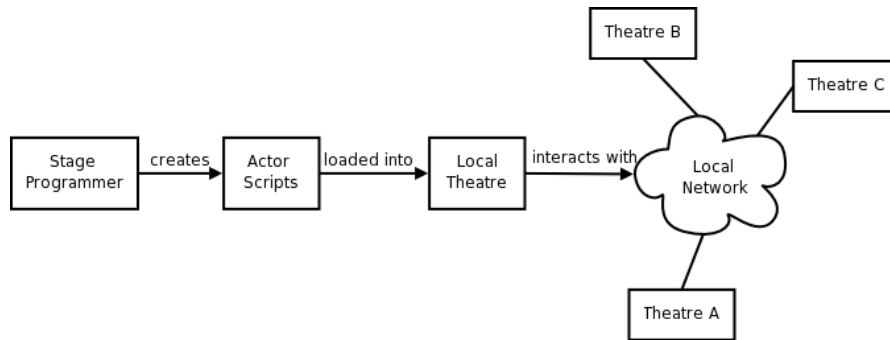 Theatre B
Theatre C
Stage
Programmer
creates
Actor
Scripts
loaded into
Local
Theatre
interacts with
Local
Network
Theatre A